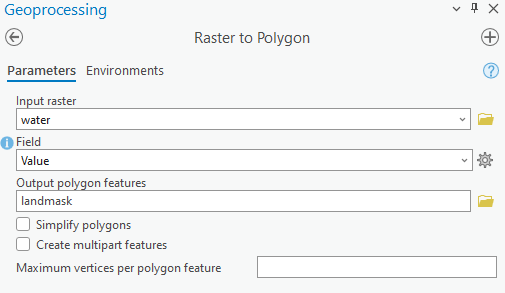 Geoprocessing
Raster to Polygon
Parameters Environments
Input raster
water
Field
Value
Output polygon features
landmask
Simplify polygons
Create multipart features
Maximum vertices per polygon feature